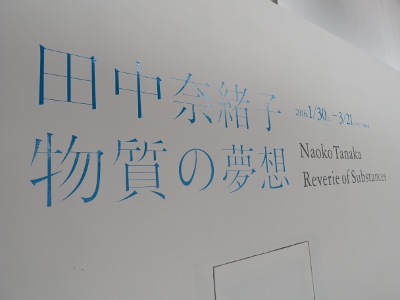 田中奈緒子
2016.1/30 – 3/21
物質の夢想
Naoko Tanaka
Reverie of Substances